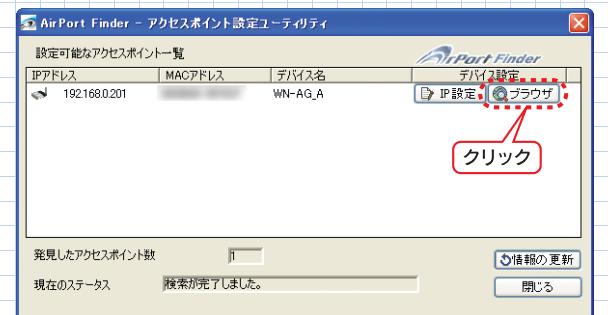 AirPort Finder - アクセスポイント設定ユーティリティ
設定可能なアクセスポイント一覧
AirPort Finder
IPアドレス MACアドレス デバイス名 デバイス設定
192.168.0.201 WN-AG_A IP設定 ブラウザ
クリック
発見したアクセスポイント数 1 情報の更新
現在のステータス 検索が完了しました。 閉じる